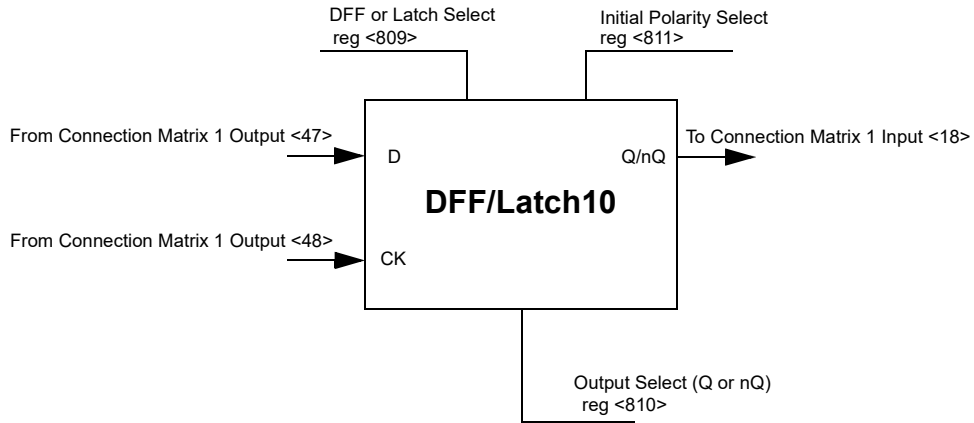 DFF or Latch Select
reg <809>
Initial Polarity Select
reg <811>
From Connection Matrix 1 Output <47>
D
Q/nQ
To Connection Matrix 1 Input <18>
DFF/Latch10
From Connection Matrix 1 Output <48>
CK
Output Select (Q or nQ)
reg <810>